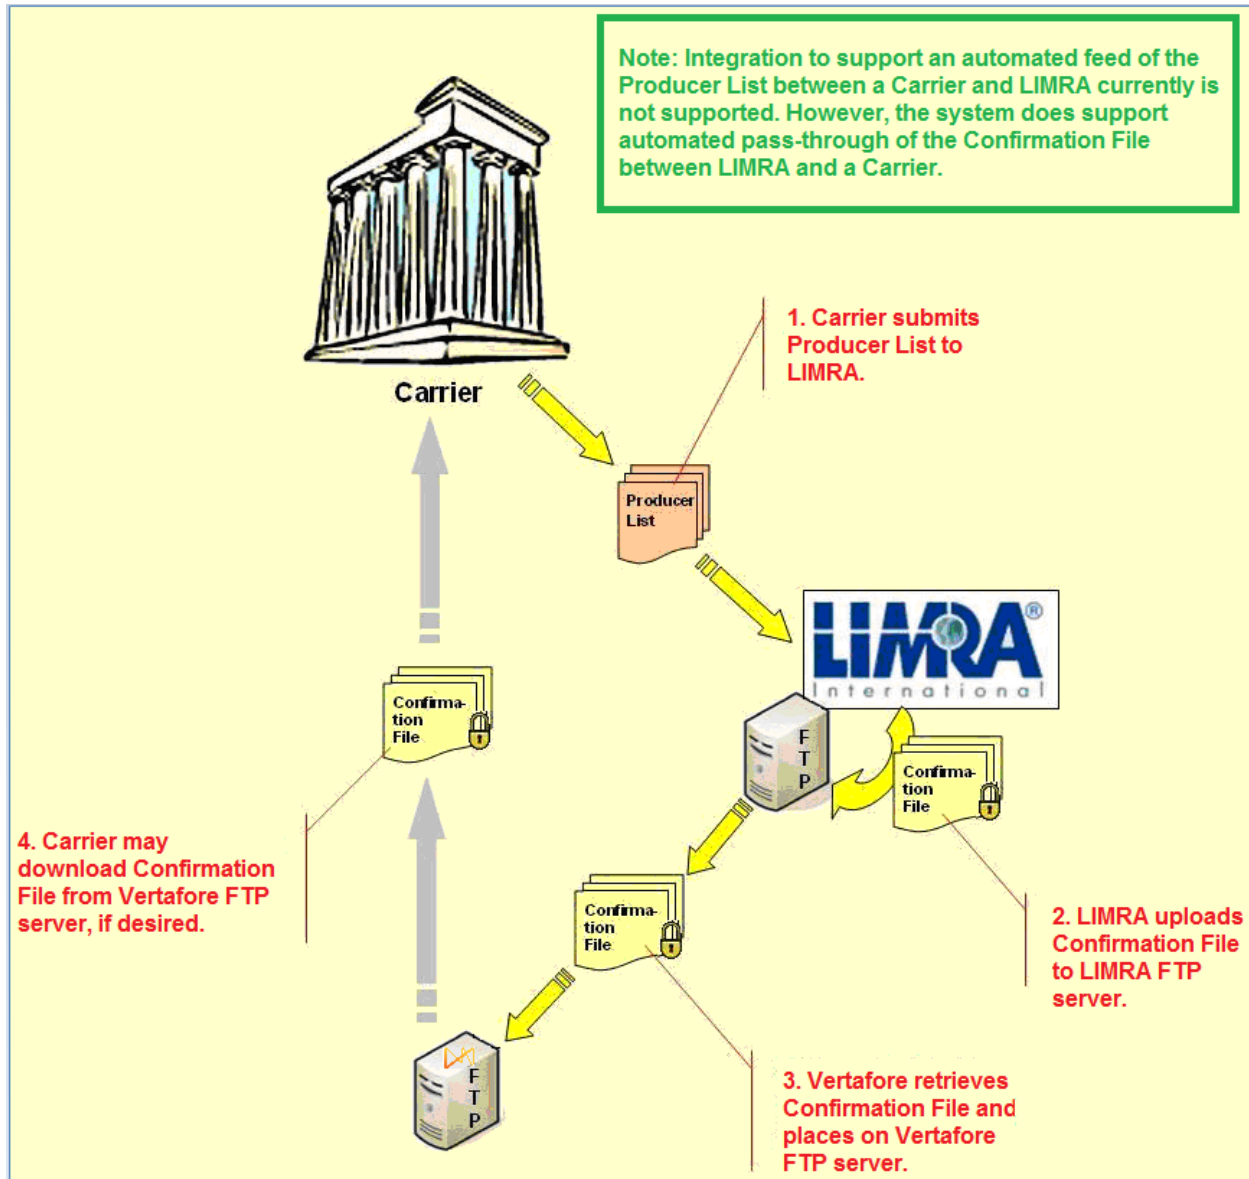 Note: Integration to support an automated feed of the
Producer List between a Carrier and LIMRA currently is
not supported. However, the system does support
automated pass-through of the Confirmation File
between LIMRA and a Carrier.
1. Carrier submits
Producer List to
LIMRA.
Carrier
Producer
List
LIMRA®
International
F
T
P
Confirma-
tion
File
Confirma-
tion
File
4. Carrier may
download Confirmation
File from Vertafore FTP
server, if desired.
Confirma-
tion
File
2. LIMRA uploads
Confirmation File
to LIMRA FTP
server.
F
T
P
3. Vertafore retrieves
Confirmation File and
places on Vertafore
FTP server.